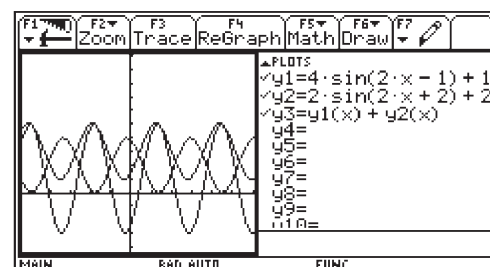 F1 F2 F3 F4 F5 F6 F7
Zoom Trace ReGraph Math Draw
PLOTS
✓y1=4·sin(2·x − 1) + 1
✓y2=2·sin(2·x + 2) + 2
✓y3=y1(x) + y2(x)
y4=
y5=
y6=
y7=
y8=
y9=
y10=
MAIN RAD AUTO FUNC